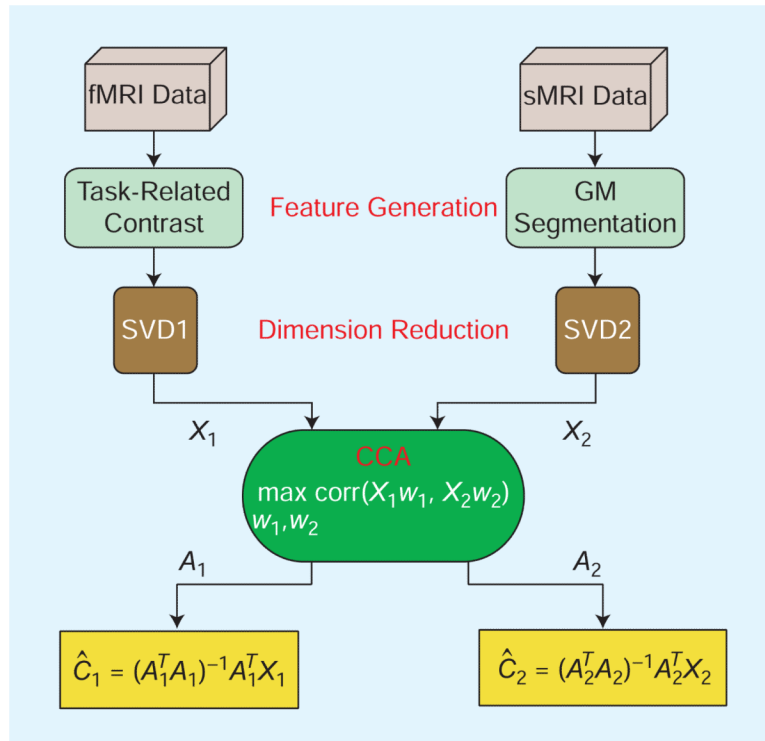 fMRI Data
sMRI Data
Task-Related
Contrast
Feature Generation
GM
Segmentation
SVD1
Dimension Reduction
SVD2
X₁
X₂
CCA
max corr(X₁w₁, X₂w₂)
w₁,w₂
A₁
A₂
Ĉ₁ = (A₁ᵀA₁)⁻¹A₁ᵀX₁
Ĉ₂ = (A₂ᵀA₂)⁻¹A₂ᵀX₂